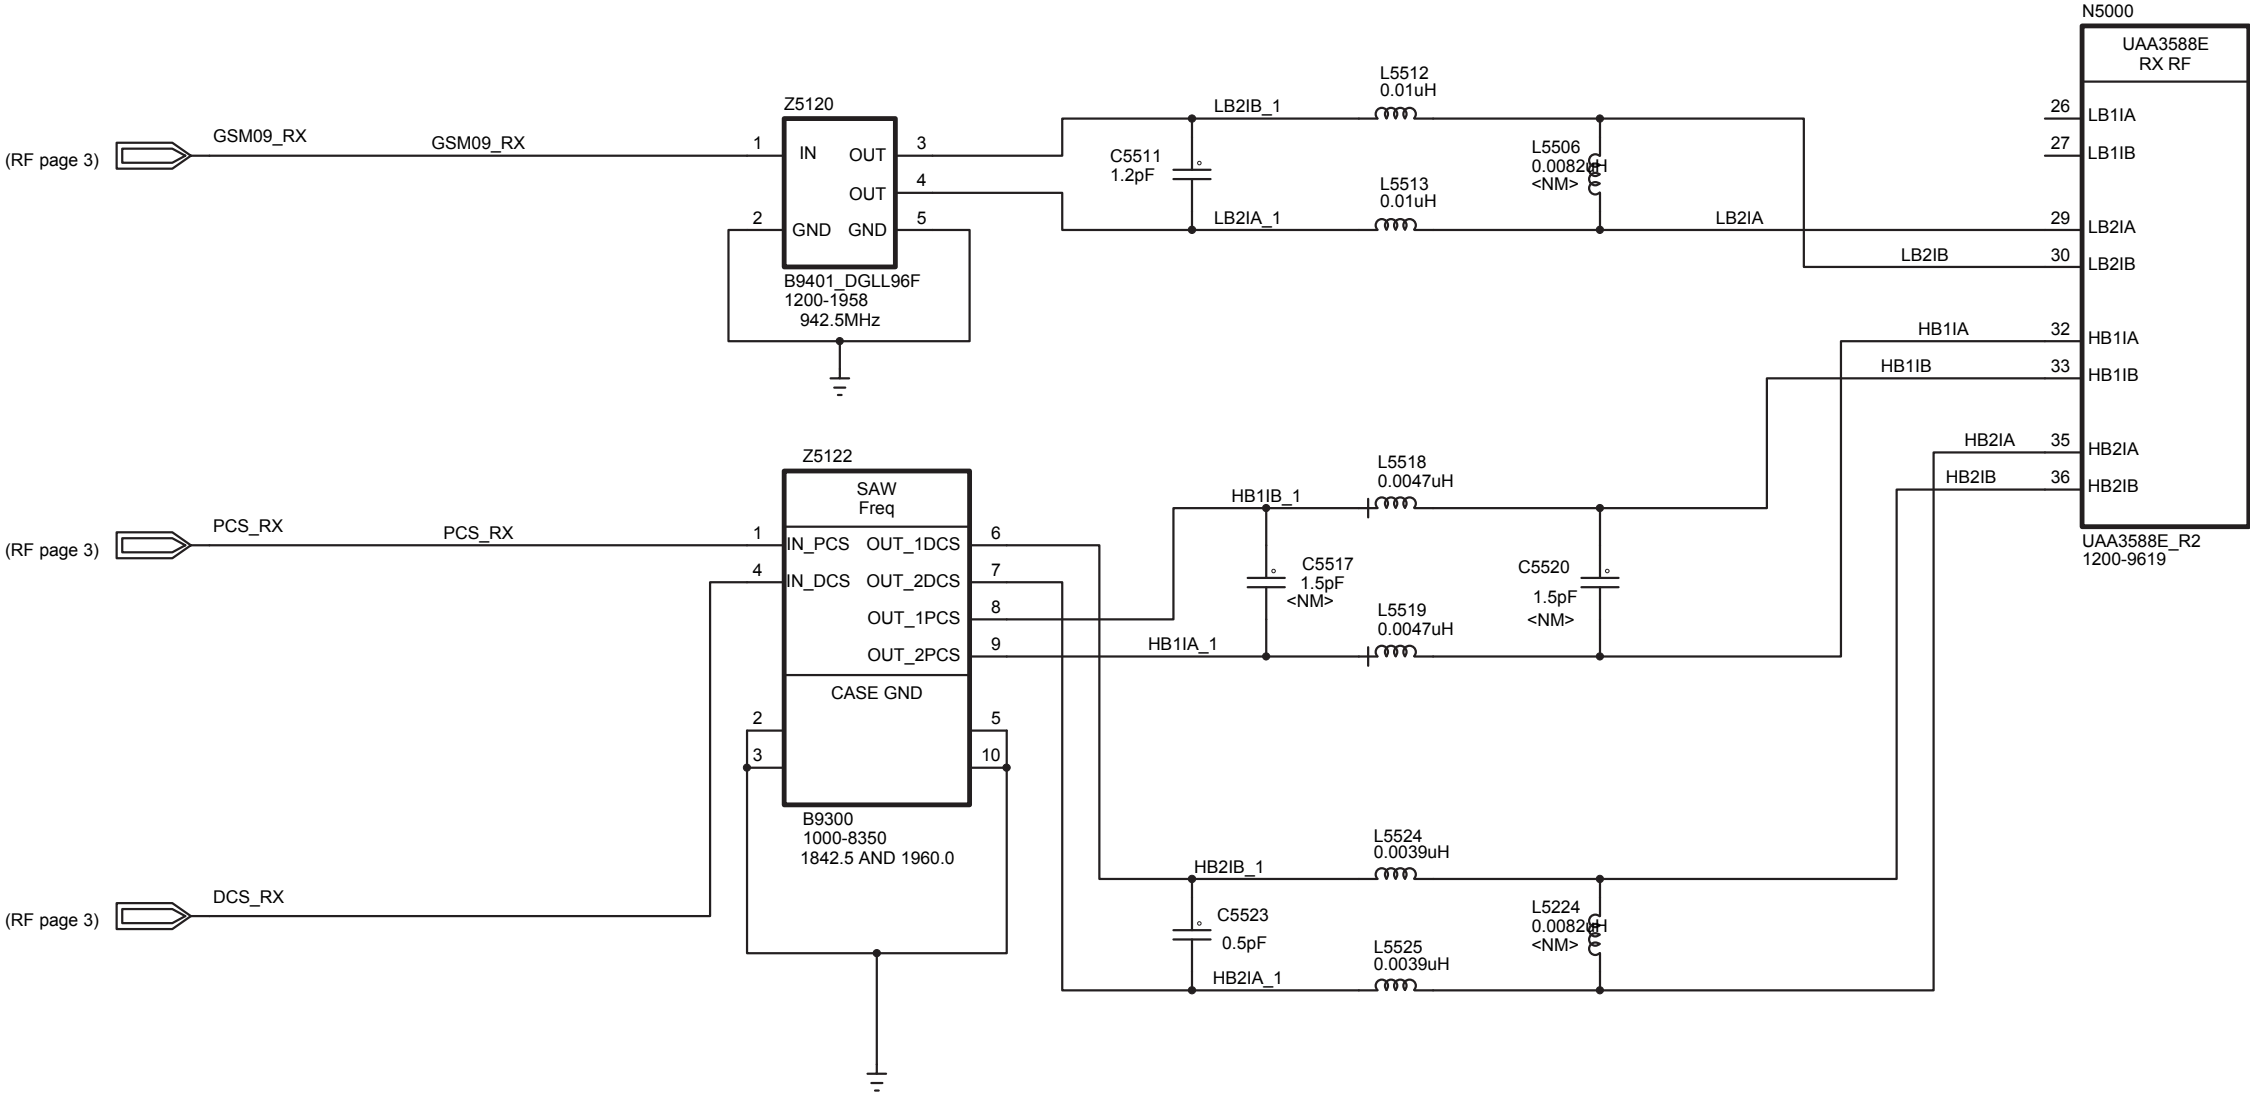 N5000
UAA3588E
RX RF
26
LB1IA
27
LB1IB
29
LB2IA
30
LB2IB
32
HB1IA
33
HB1IB
35
HB2IA
36
HB2IB
UAA3588E_R2
1200-9619
(RF page 3)
GSM09_RX
GSM09_RX
Z5120
1
IN
OUT
3
OUT
4
2
GND
GND
5
B9401_DGLL96F
1200-1958
942.5MHz
LB2IB_1
L5512
0.01uH
C5511
1.2pF
L5506
0.0082uH
<NM>
L5513
0.01uH
LB2IA_1
LB2IA
LB2IB
HB1IA
HB1IB
HB2IA
HB2IB
(RF page 3)
PCS_RX
PCS_RX
Z5122
SAW
Freq
1
IN_PCS
OUT_1DCS
6
4
IN_DCS
OUT_2DCS
7
OUT_1PCS
8
OUT_2PCS
9
CASE GND
2
5
3
10
B9300
1000-8350
1842.5 AND 1960.0
L5518
0.0047uH
HB1IB_1
C5517
1.5pF
<NM>
C5520
1.5pF
<NM>
L5519
0.0047uH
HB1IA_1
(RF page 3)
DCS_RX
L5524
0.0039uH
HB2IB_1
C5523
0.5pF
L5224
0.0082uH
<NM>
L5525
0.0039uH
HB2IA_1